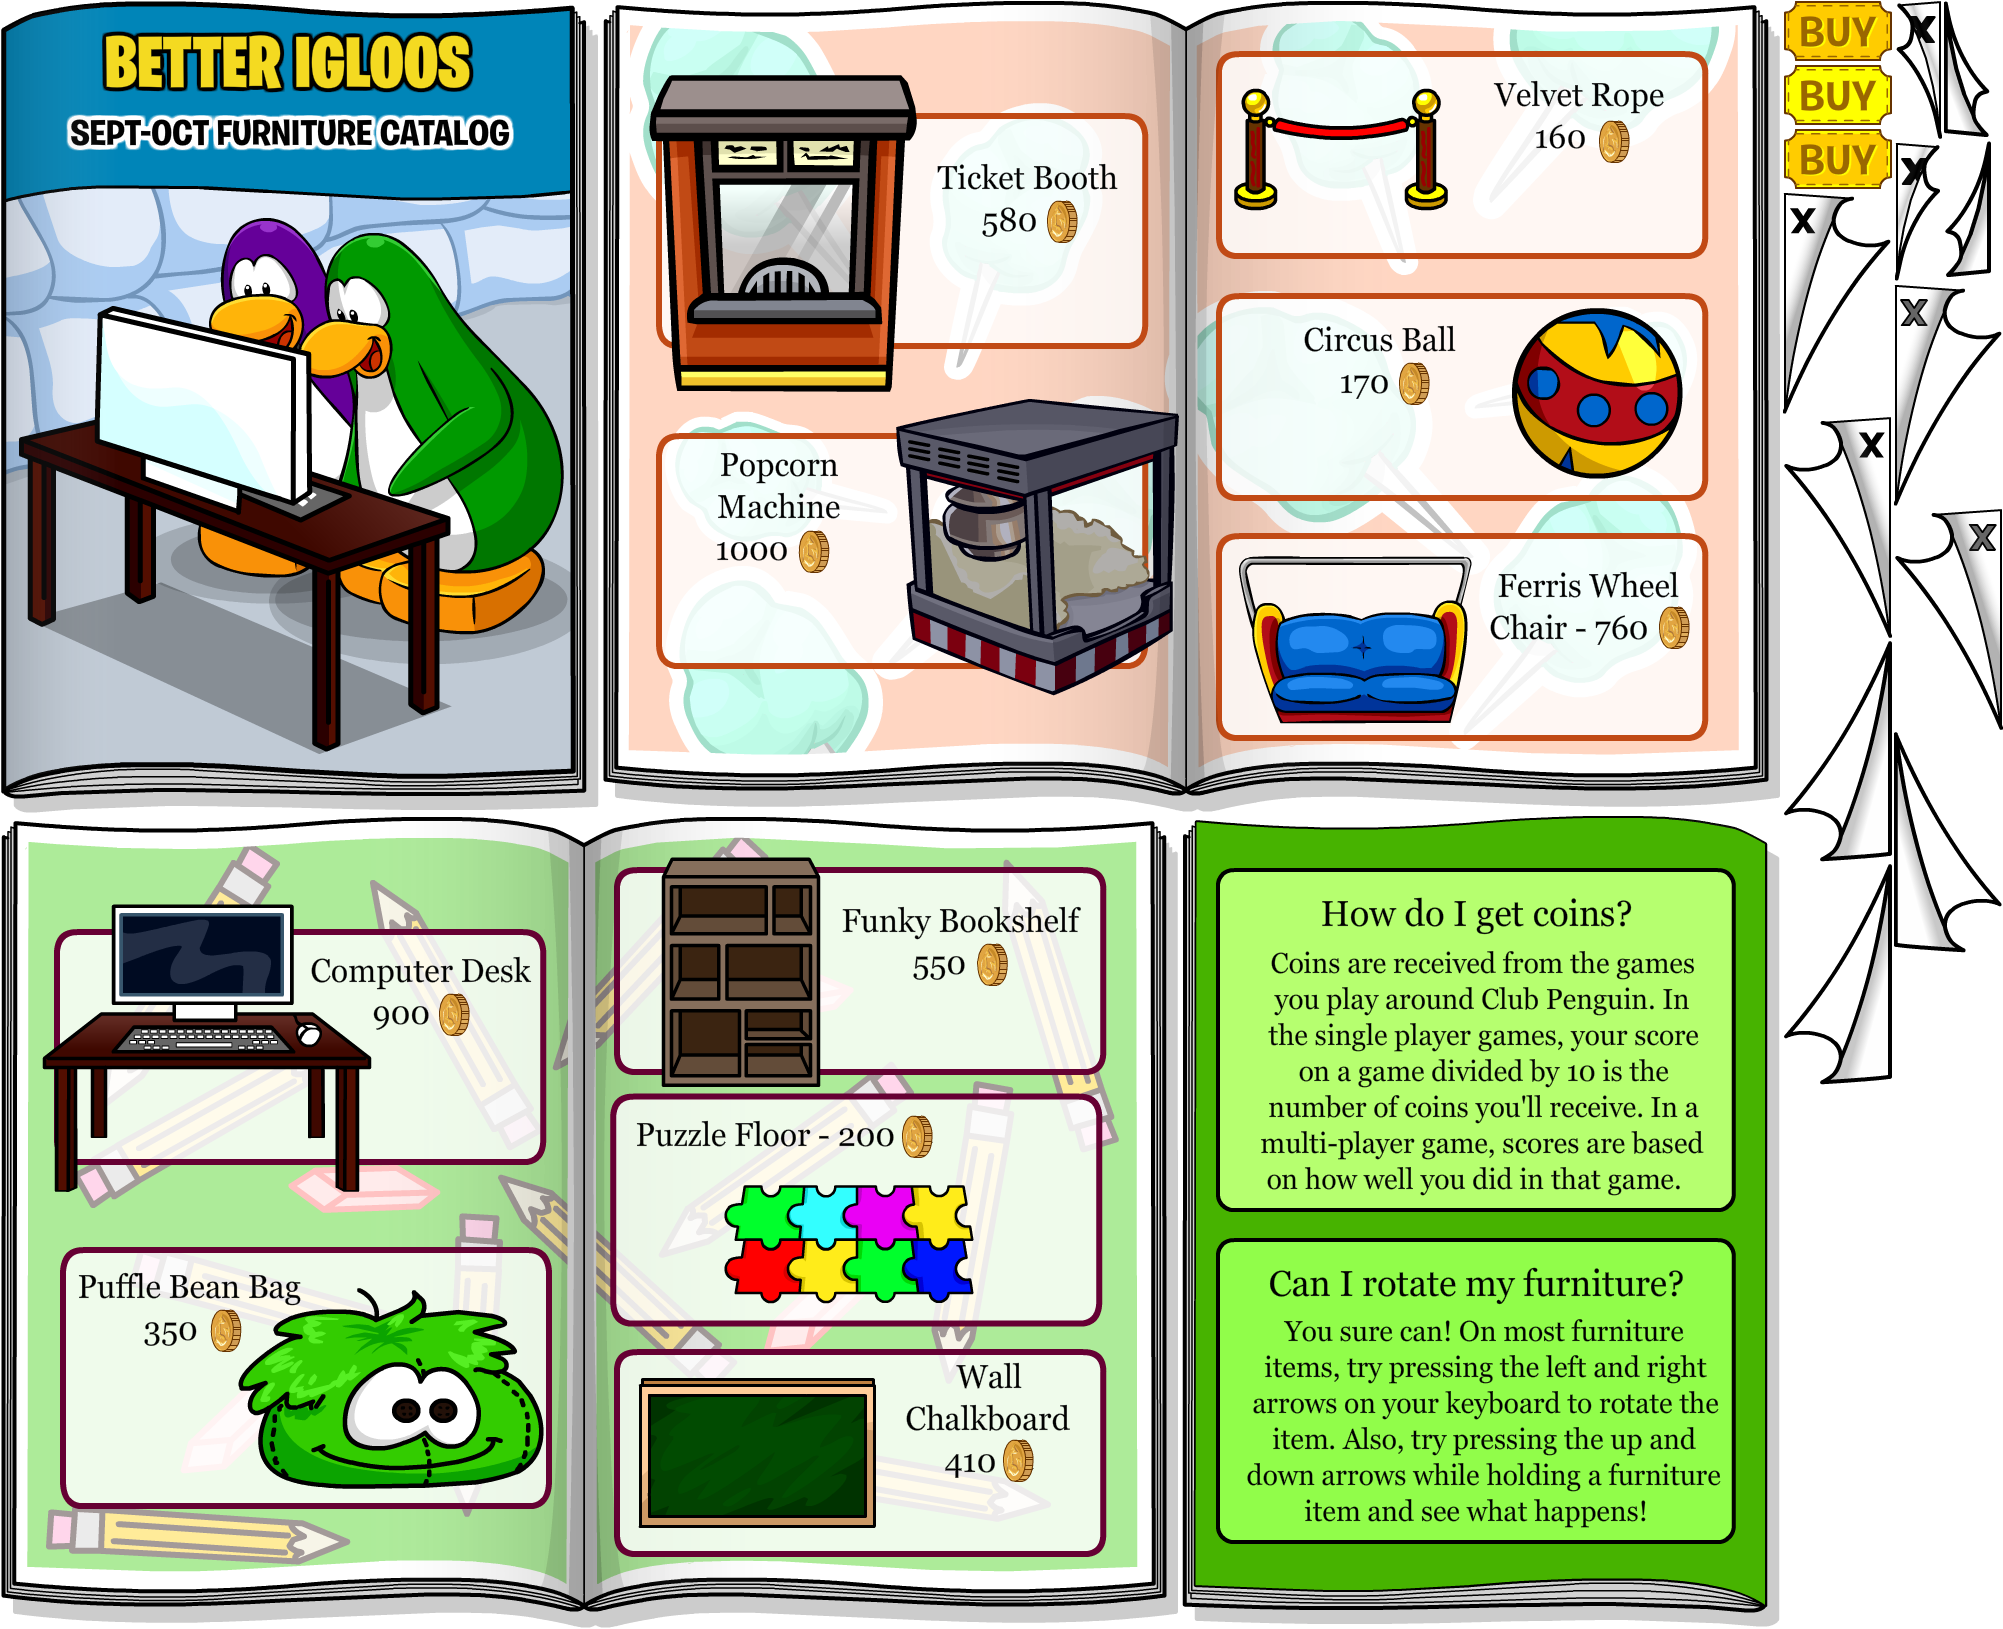 BETTER IGLOOS
SEPT-OCT FURNITURE CATALOG
Ticket Booth
580
Popcorn
Machine
1000
Velvet Rope
160
Circus Ball
170
Ferris Wheel
Chair - 760
BUY
BUY
BUY
X
X
X
X
X
X
Computer Desk
900
Puffle Bean Bag
350
Funky Bookshelf
550
Puzzle Floor - 200
Wall
Chalkboard
410
How do I get coins?
Coins are received from the games
you play around Club Penguin. In
the single player games, your score
on a game divided by 10 is the
number of coins you'll receive. In a
multi-player game, scores are based
on how well you did in that game.
Can I rotate my furniture?
You sure can! On most furniture
items, try pressing the left and right
arrows on your keyboard to rotate the
item. Also, try pressing the up and
down arrows while holding a furniture
item and see what happens!